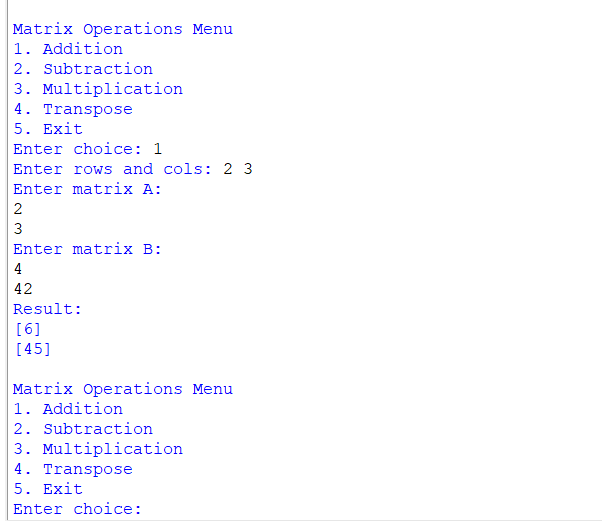 Matrix Operations Menu
1. Addition
2. Subtraction
3. Multiplication
4. Transpose
5. Exit
Enter choice: 1
Enter rows and cols: 2 3
Enter matrix A:
2
3
Enter matrix B:
4
42
Result:
[6]
[45]
Matrix Operations Menu
1. Addition
2. Subtraction
3. Multiplication
4. Transpose
5. Exit
Enter choice: